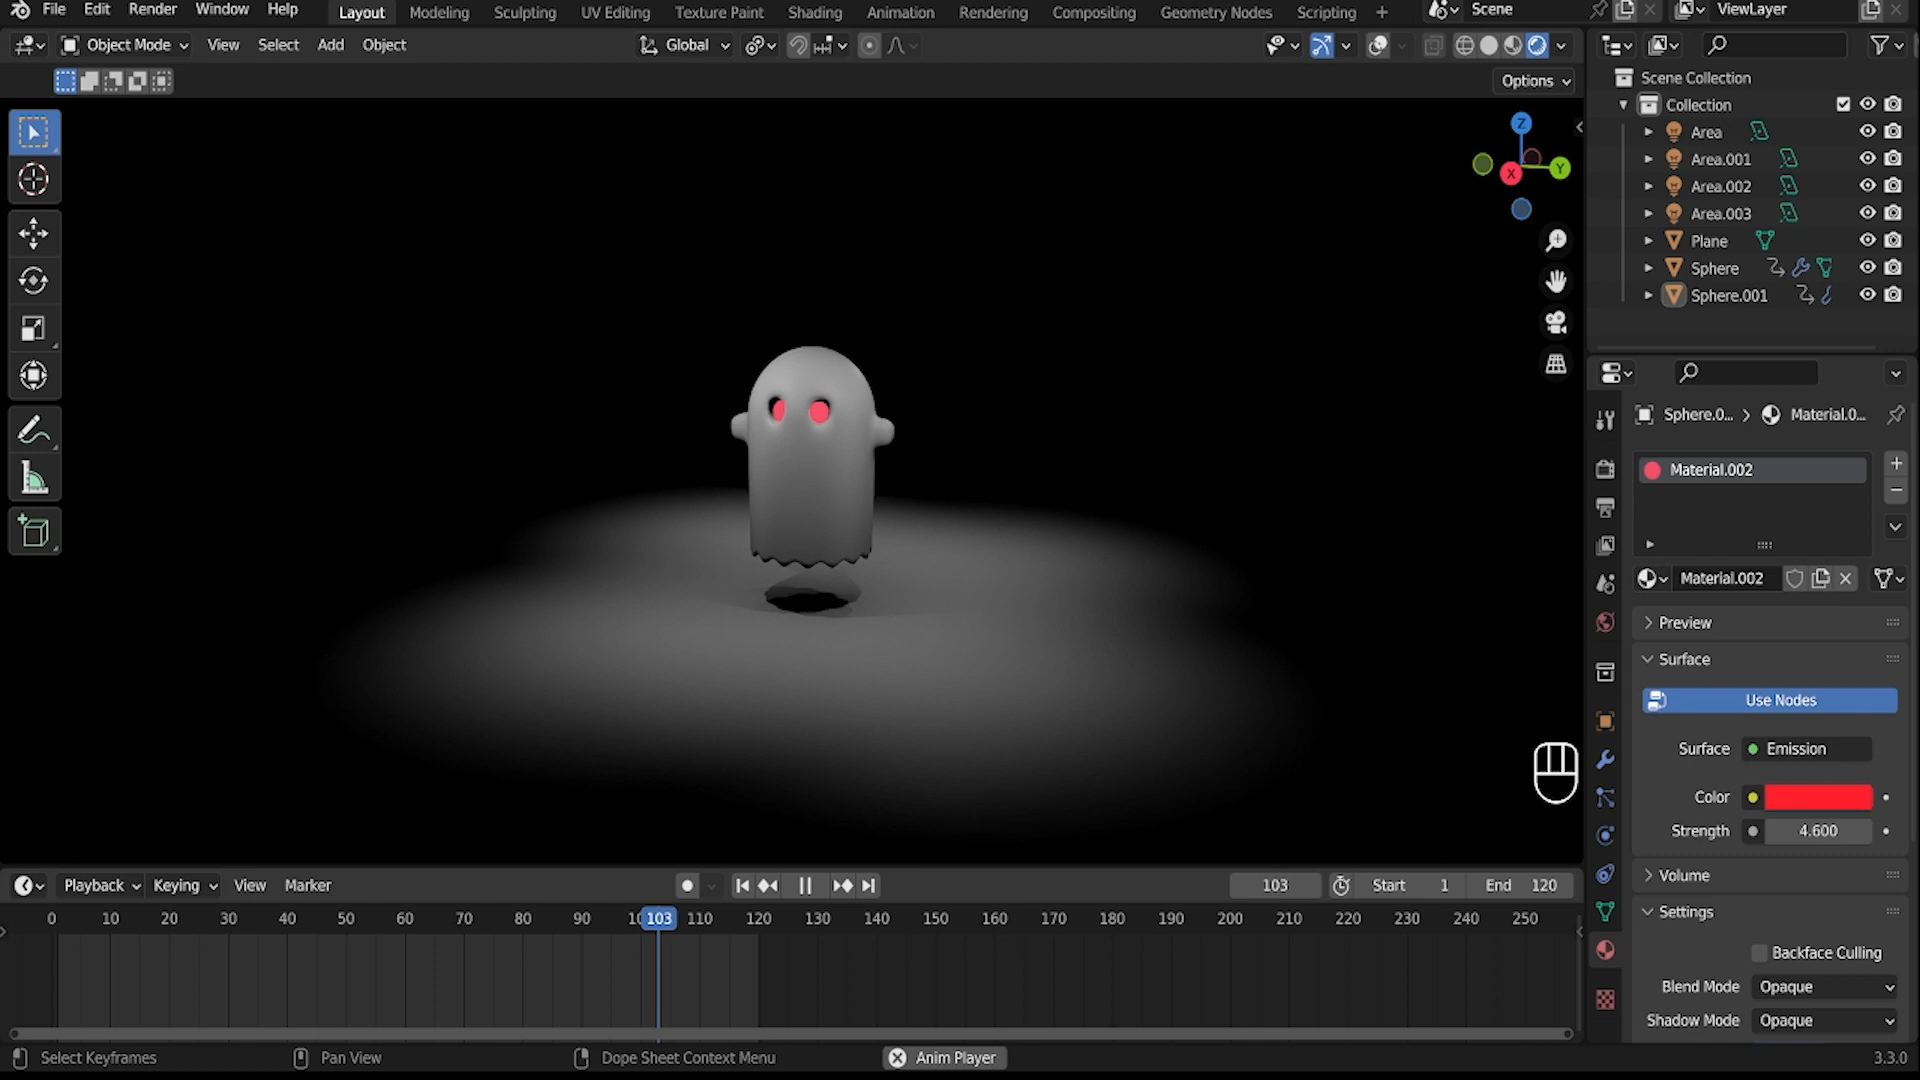 File Edit Render Window Help Layout Modeling Sculpting UV Editing Texture Paint Shading Animation Rendering Compositing Geometry Nodes Scripting + Scene ViewLayer
Object Mode View Select Add Object Global
Options
Z
Y
X
Scene Collection
Collection
Area
Area.001
Area.002
Area.003
Plane
Sphere
Sphere.001
Sphere.0... > Material.0...
Material.002
Material.002
Preview
Surface
Use Nodes
Surface Emission
Color
Strength 4.600
Volume
Settings
Backface Culling
Blend Mode Opaque
Shadow Mode Opaque
Playback Keying View Marker 103 Start 1 End 120
0 10 20 30 40 50 60 70 80 90 103 110 120 130 140 150 160 170 180 190 200 210 220 230 240 250
Select Keyframes Pan View Dope Sheet Context Menu Anim Player 3.3.0